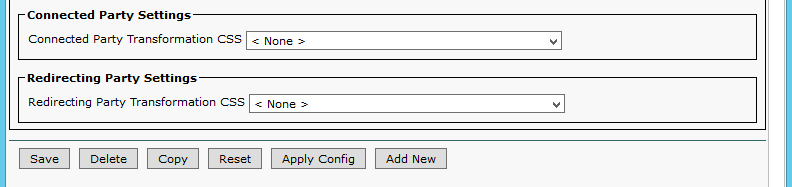 Connected Party Settings
Connected Party Transformation CSS < None >
Redirecting Party Settings
Redirecting Party Transformation CSS < None >
Save Delete Copy Reset Apply Config Add New